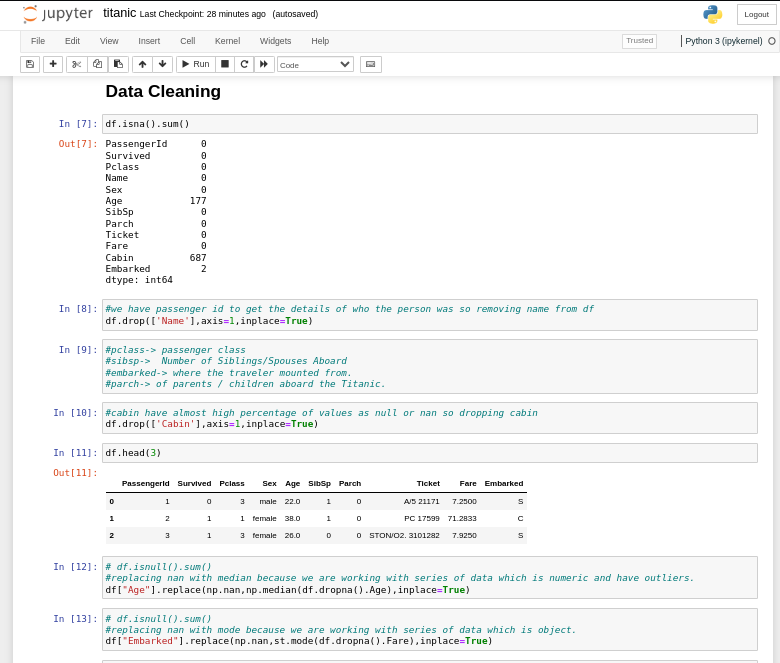 jupyter titanic Last Checkpoint: 28 minutes ago (autosaved) Logout
File Edit View Insert Cell Kernel Widgets Help Trusted Python 3 (ipykernel)
Run Code
Data Cleaning
In [7]: df.isna().sum()
Out[7]: PassengerId 0
Survived 0
Pclass 0
Name 0
Sex 0
Age 177
SibSp 0
Parch 0
Ticket 0
Fare 0
Cabin 687
Embarked 2
dtype: int64
In [8]: #we have passenger id to get the details of who the person was so removing name from df
df.drop(['Name'],axis=1,inplace=True)
In [9]: #pclass-> passenger class
#sibsp-> Number of Siblings/Spouses Aboard
#embarked-> where the traveler mounted from.
#parch-> of parents / children aboard the Titanic.
In [10]: #cabin have almost high percentage of values as null or nan so dropping cabin
df.drop(['Cabin'],axis=1,inplace=True)
In [11]: df.head(3)
Out[11]:
PassengerId Survived Pclass Sex Age SibSp Parch Ticket Fare Embarked
0 1 0 3 male 22.0 1 0 A/5 21171 7.2500 S
1 2 1 1 female 38.0 1 0 PC 17599 71.2833 C
2 3 1 3 female 26.0 0 0 STON/O2. 3101282 7.9250 S
In [12]: # df.isnull().sum()
#replacing nan with median because we are working with series of data which is numeric and have outliers.
df["Age"].replace(np.nan,np.median(df.dropna().Age),inplace=True)
In [13]: # df.isnull().sum()
#replacing nan with mode because we are working with series of data which is object.
df["Embarked"].replace(np.nan,st.mode(df.dropna().Fare),inplace=True)